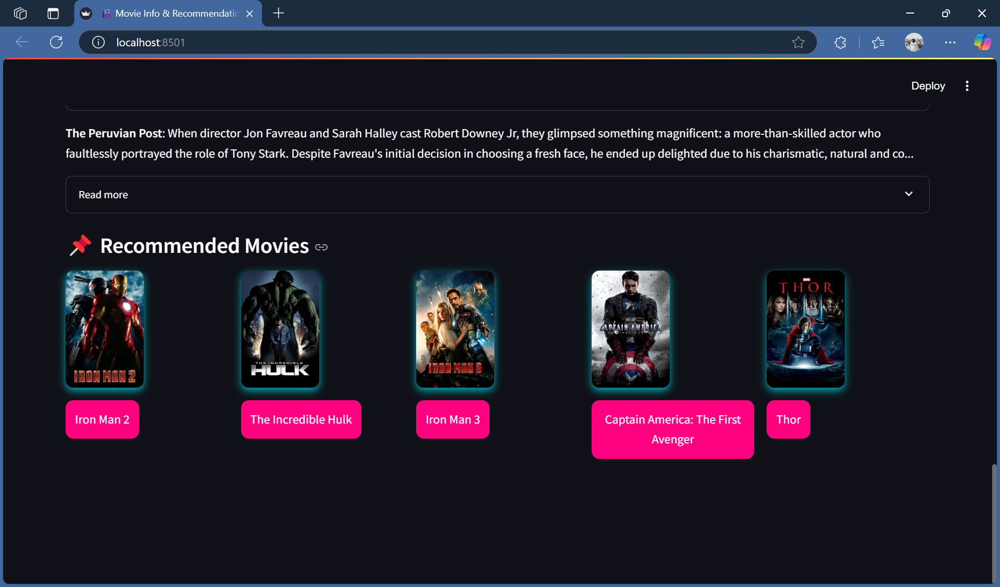 Movie Info & Recommendatio
localhost:8501
Deploy
The Peruvian Post: When director Jon Favreau and Sarah Halley cast Robert Downey Jr, they glimpsed something magnificent: a more-than-skilled actor who
faultlessly portrayed the role of Tony Stark. Despite Favreau's initial decision in choosing a fresh face, he ended up delighted due to his charismatic, natural and co...
Read more
Recommended Movies
IRON MAN 2
THE INCREDIBLE
HULK
IRON MAN 3
CAPTAIN AMERICA
MARVEL
THOR
Iron Man 2
The Incredible Hulk
Iron Man 3
Captain America: The First
Avenger
Thor